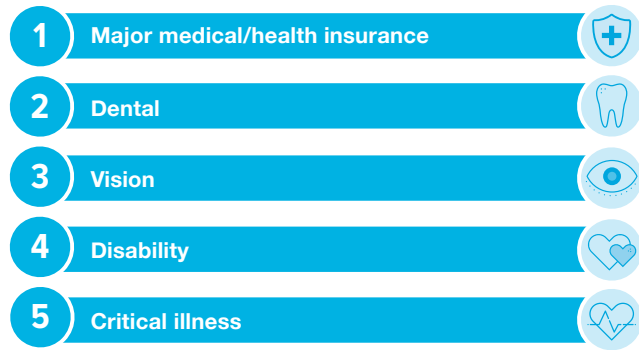 1 Major medical/health insurance
2 Dental
3 Vision
4 Disability
5 Critical illness